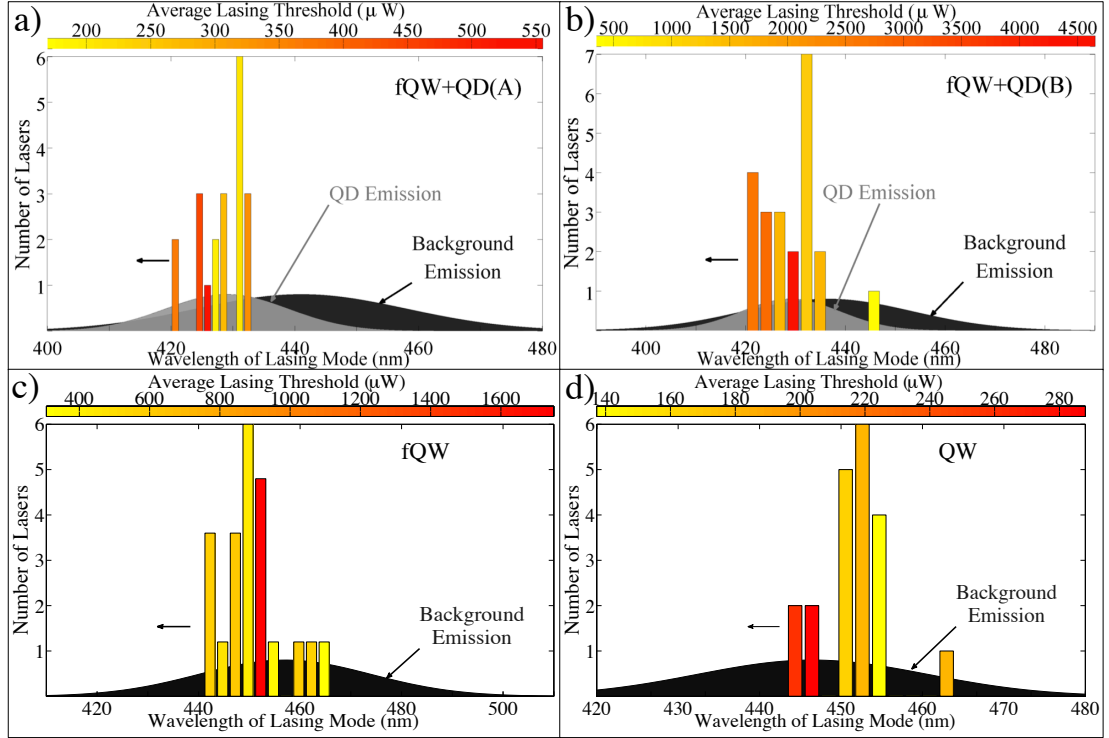 a)
Average Lasing Threshold (μ W)
200 250 300 350 400 450 500 550
fQW+QD(A)
6
5
4
3
2
1
Number of Lasers
QD Emission
Background
Emission
400 420 440 460 480
Wavelength of Lasing Mode (nm)
b)
Average Lasing Threshold (μ W)
500 1000 1500 2000 2500 3000 3500 4000 4500
fQW+QD(B)
7
6
5
4
3
2
1
Number of Lasers
QD Emission
Background
Emission
400 420 440 460 480
Wavelength of Lasing Mode (nm)
c)
Average Lasing Threshold (μW)
400 600 800 1000 1200 1400 1600
fQW
6
5
4
3
2
1
Number of Lasers
Background
Emission
420 440 460 480 500
Wavelength of Lasing Mode (nm)
d)
Average Lasing Threshold (μW)
140 160 180 200 220 240 260 280
QW
6
5
4
3
2
1
Number of Lasers
Background
Emission
420 430 440 450 460 470 480
Wavelength of Lasing Mode (nm)